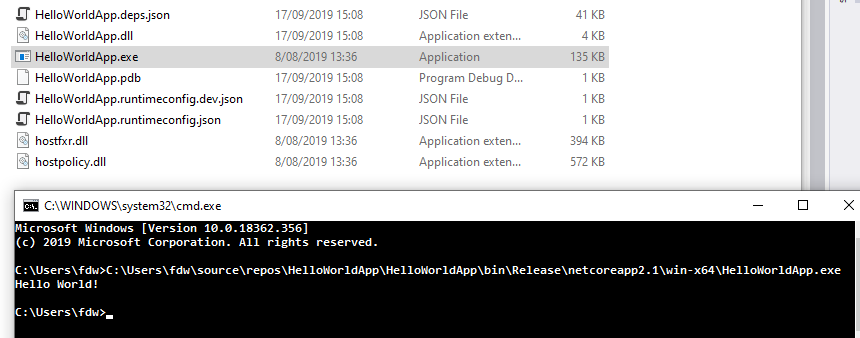 HelloWorldApp.deps.json 17/09/2019 15:08 JSON File 41 KB
HelloWorldApp.dll 17/09/2019 15:08 Application exten... 4 KB
HelloWorldApp.exe 8/08/2019 13:36 Application 135 KB
HelloWorldApp.pdb 17/09/2019 15:08 Program Debug D... 1 KB
HelloWorldApp.runtimeconfig.dev.json 17/09/2019 15:08 JSON File 1 KB
HelloWorldApp.runtimeconfig.json 17/09/2019 15:08 JSON File 1 KB
hostfxr.dll 8/08/2019 13:36 Application exten... 394 KB
hostpolicy.dll 8/08/2019 13:36 Application exten... 572 KB
C:\WINDOWS\system32\cmd.exe
Microsoft Windows [Version 10.0.18362.356]
(c) 2019 Microsoft Corporation. All rights reserved.
C:\Users\fdw>C:\Users\fdw\source\repos\HelloWorldApp\HelloWorldApp\bin\Release\netcoreapp2.1\win-x64\HelloWorldApp.exe
Hello World!
C:\Users\fdw>